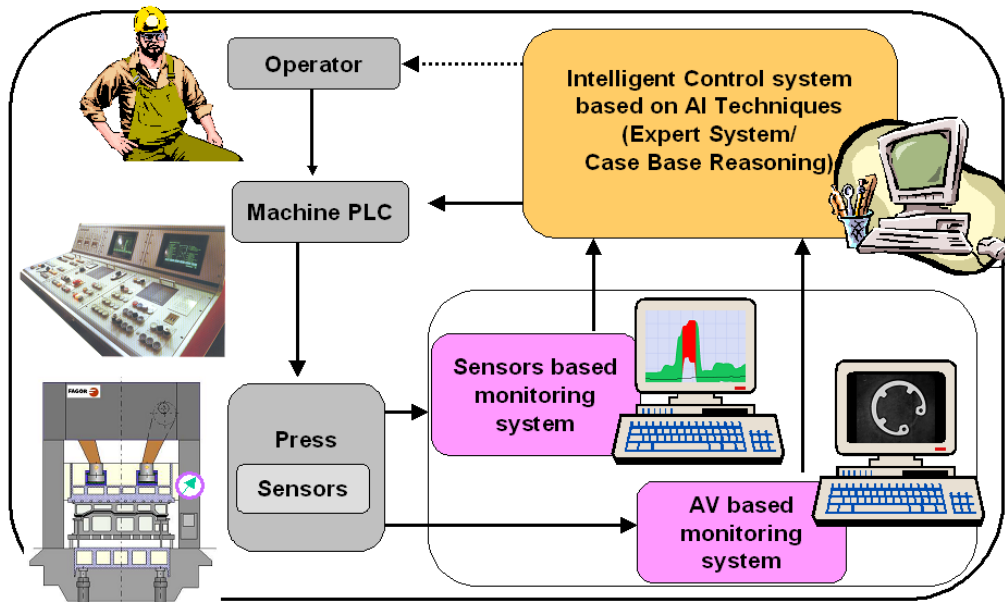 Operator
Intelligent Control system
based on AI Techniques
(Expert System/
Case Base Reasoning)
Machine PLC
Sensors based
monitoring
system
FAGOR
Press
Sensors
AV based
monitoring
system